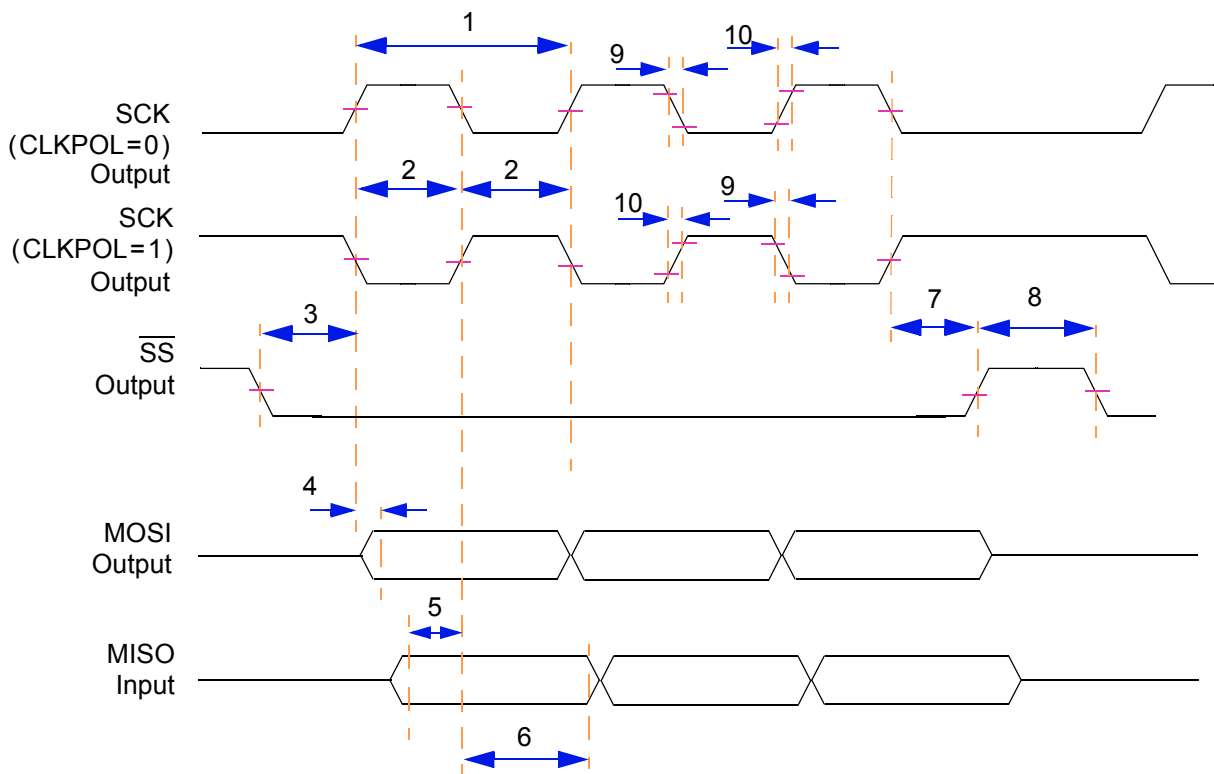 1
9
10
SCK
(CLKPOL=0)
Output
2
2
SCK
(CLKPOL=1)
Output
10
9
3
7
8
SS
Output
4
MOSI
Output
5
MISO
Input
6